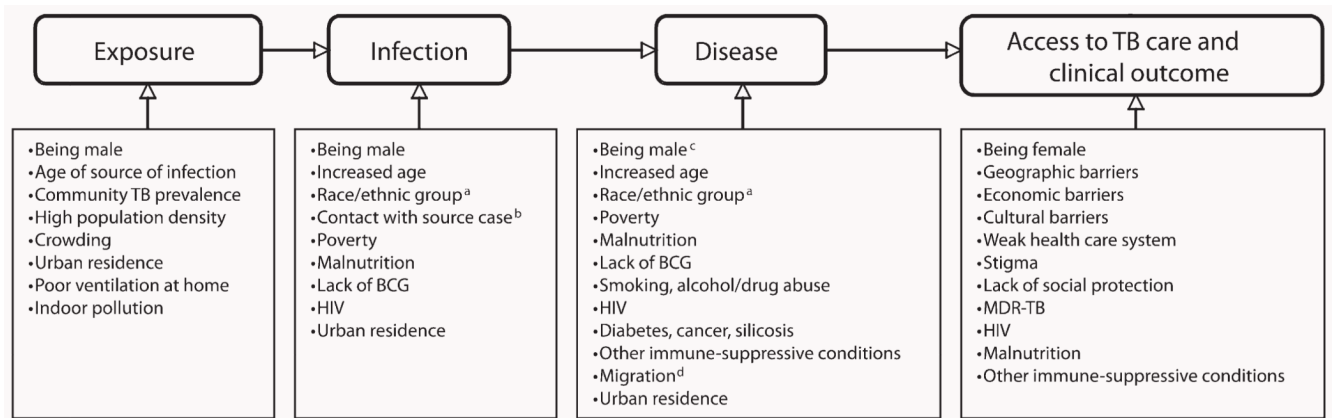 Exposure
Infection
Disease
Access to TB care and
clinical outcome
•Being male
•Age of source of infection
•Community TB prevalence
•High population density
•Crowding
•Urban residence
•Poor ventilation at home
•Indoor pollution
•Being male
•Increased age
•Race/ethnic groupᵃ
•Contact with source caseᵇ
•Poverty
•Malnutrition
•Lack of BCG
•HIV
•Urban residence
•Being maleᶜ
•Increased age
•Race/ethnic groupᵃ
•Poverty
•Malnutrition
•Lack of BCG
•Smoking, alcohol/drug abuse
•HIV
•Diabetes, cancer, silicosis
•Other immune-suppressive conditions
•Migrationᵈ
•Urban residence
•Being female
•Geographic barriers
•Economic barriers
•Cultural barriers
•Weak health care system
•Stigma
•Lack of social protection
•MDR-TB
•HIV
•Malnutrition
•Other immune-suppressive conditions